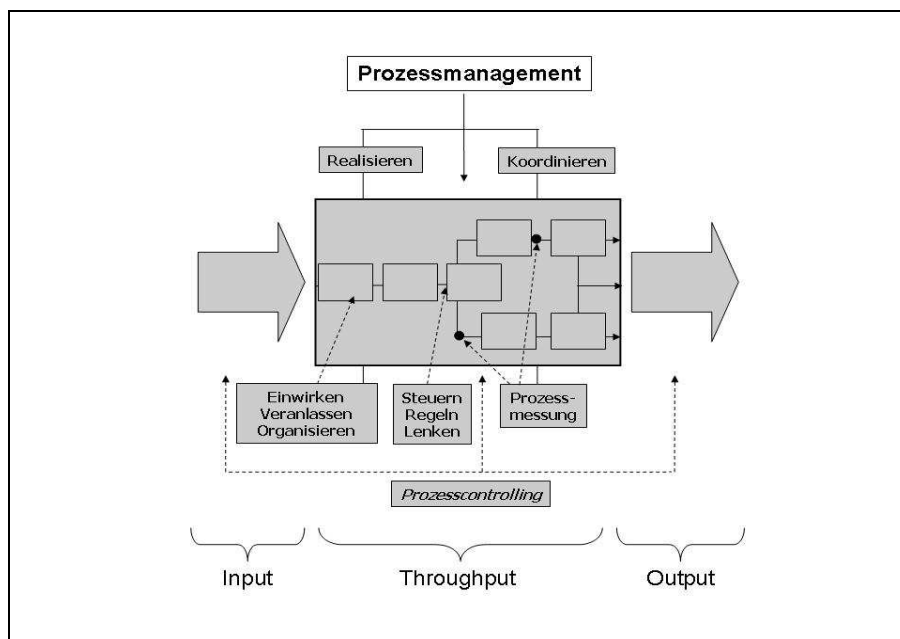 Prozessmanagement
Realisieren
Koordinieren
Einwirken
Veranlassen
Organisieren
Steuern
Regeln
Lenken
Prozess-
messung
Prozesscontrolling
Input
Throughput
Output